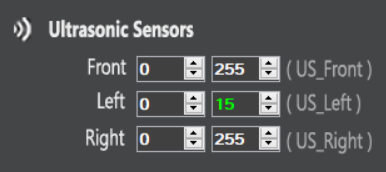 Ultrasonic Sensors
Front 0 255 ( US_Front )
Left 0 15 ( US_Left )
Right 0 255 ( US_Right )